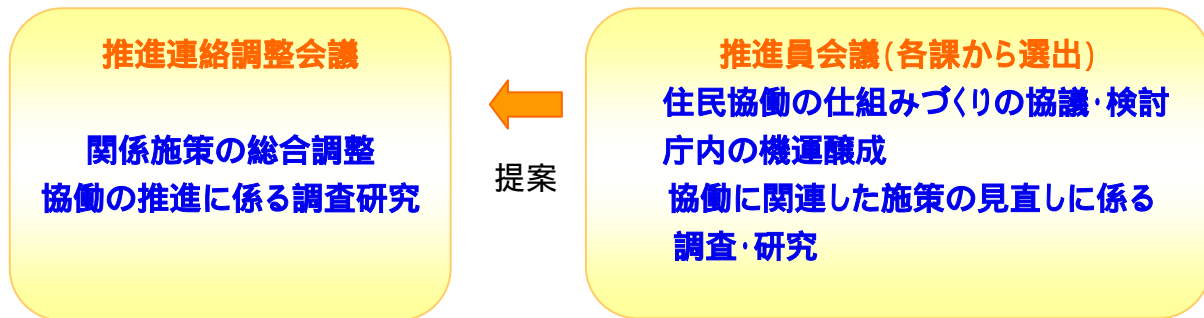 推進連絡調整会議
関係施策の総合調整
協働の推進に係る調査研究
提案
推進員会議(各課から選出)
住民協働の仕組みづくりの協議・検討
庁内の機運醸成
協働に関連した施策の見直しに係る
調査・研究